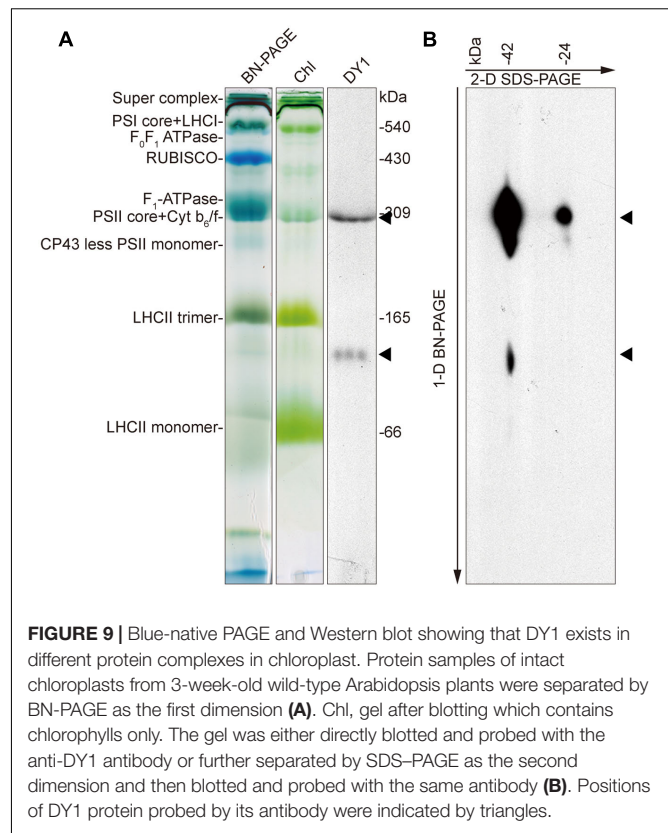 A
BN-PAGE
Chl
DY1
Super complex-
PSI core+LHCI-
F₀F₁ ATPase-
RUBISCO-
F₁-ATPase-
PSII core+Cyt b₆/f-
CP43 less PSII monomer-
LHCII trimer-
LHCII monomer-
kDa
-540
-430
-309
-165
-66
B
kDa
-42
-24
2-D SDS-PAGE
1-D BN-PAGE
FIGURE 9 | Blue-native PAGE and Western blot showing that DY1 exists in
different protein complexes in chloroplast. Protein samples of intact
chloroplasts from 3-week-old wild-type Arabidopsis plants were separated by
BN-PAGE as the first dimension (A). Chl, gel after blotting which contains
chlorophylls only. The gel was either directly blotted and probed with the
anti-DY1 antibody or further separated by SDS–PAGE as the second
dimension and then blotted and probed with the same antibody (B). Positions
of DY1 protein probed by its antibody were indicated by triangles.